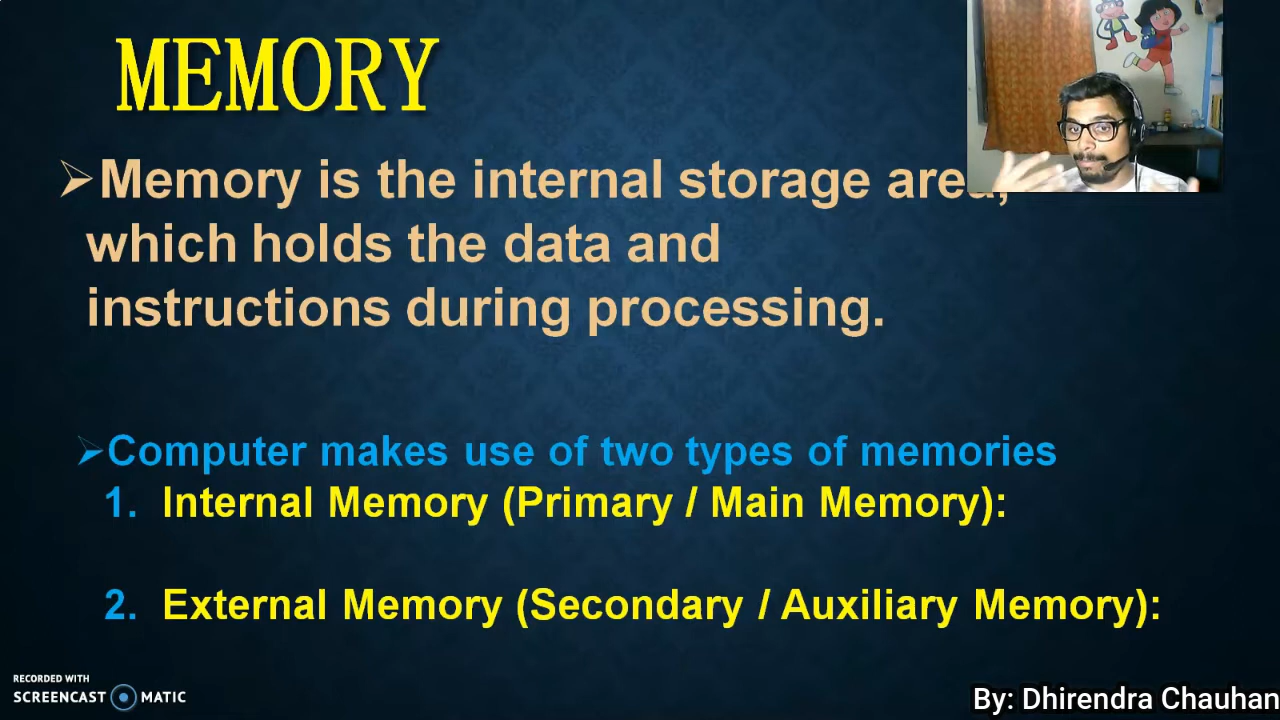 MEMORY
➢Memory is the internal storage area,
which holds the data and
instructions during processing.
➢Computer makes use of two types of memories
1. Internal Memory (Primary / Main Memory):
2. External Memory (Secondary / Auxiliary Memory):
RECORDED WITH
SCREENCAST MATIC
By: Dhirendra Chauhan